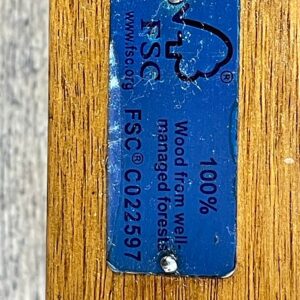 FSC
www.fsc.org
100%
Wood from well-
managed forests
FSC® C022597
®